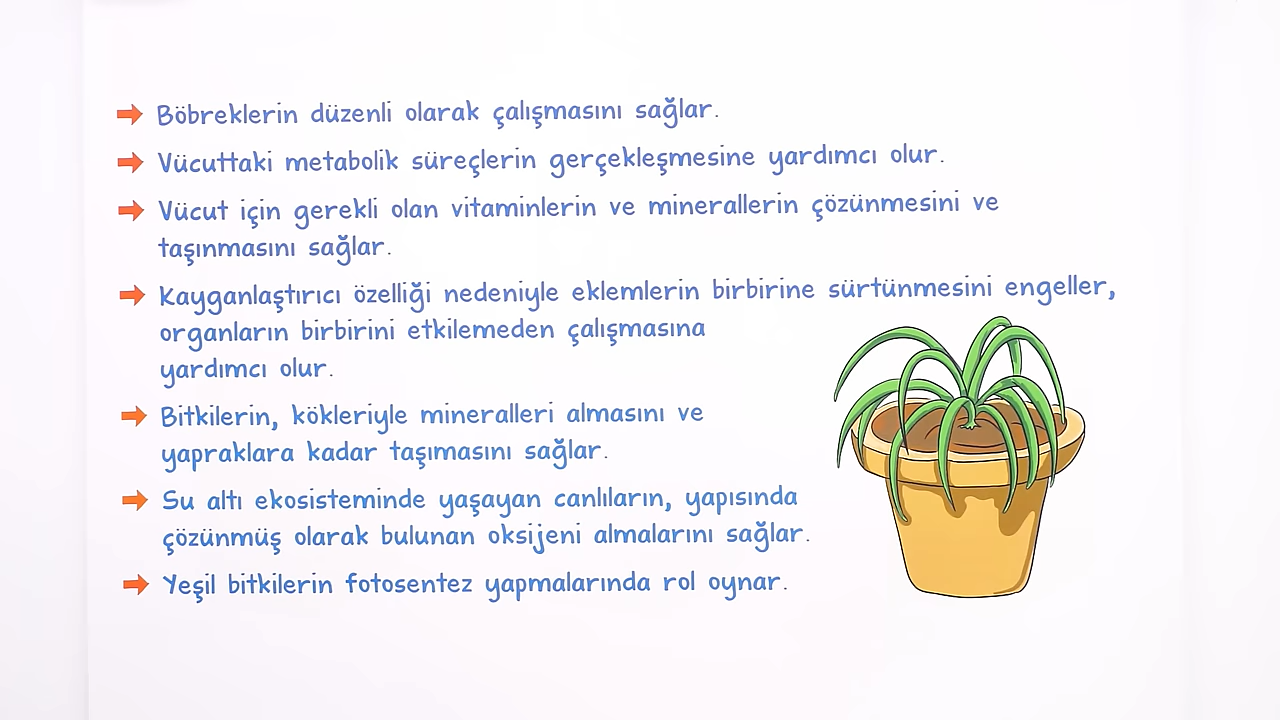 Böbreklerin düzenli olarak çalışmasını sağlar.
Vücuttaki metabolik süreçlerin gerçekleşmesine yardımcı olur.
Vücut için gerekli olan vitaminlerin ve minerallerin çözünmesini ve
taşınmasını sağlar.
Kayganlaştırıcı özelliği nedeniyle eklemlerin birbirine sürtünmesini engeller,
organların birbirini etkilemeden çalışmasına
yardımcı olur.
Bitkilerin, kökleriyle mineralleri almasını ve
yapraklara kadar taşımasını sağlar.
Su altı ekosisteminde yaşayan canlıların, yapısında
çözünmüş olarak bulunan oksijeni almalarını sağlar.
Yeşil bitkilerin fotosentez yapmalarında rol oynar.